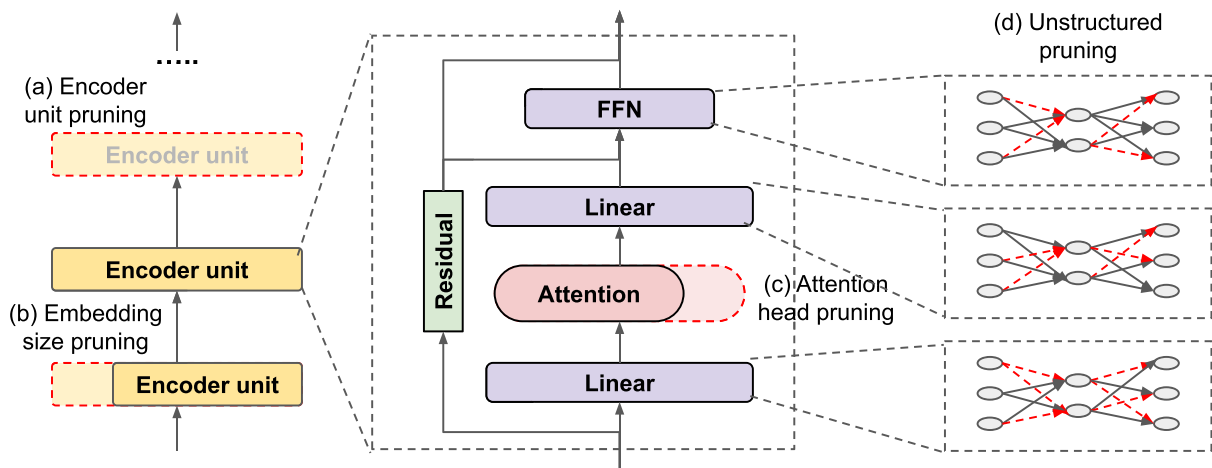 .....
(a) Encoder
unit pruning
Encoder unit
Encoder unit
(b) Embedding
size pruning
Encoder unit
FFN
Linear
Residual
Attention
(c) Attention
head pruning
Linear
(d) Unstructured
pruning